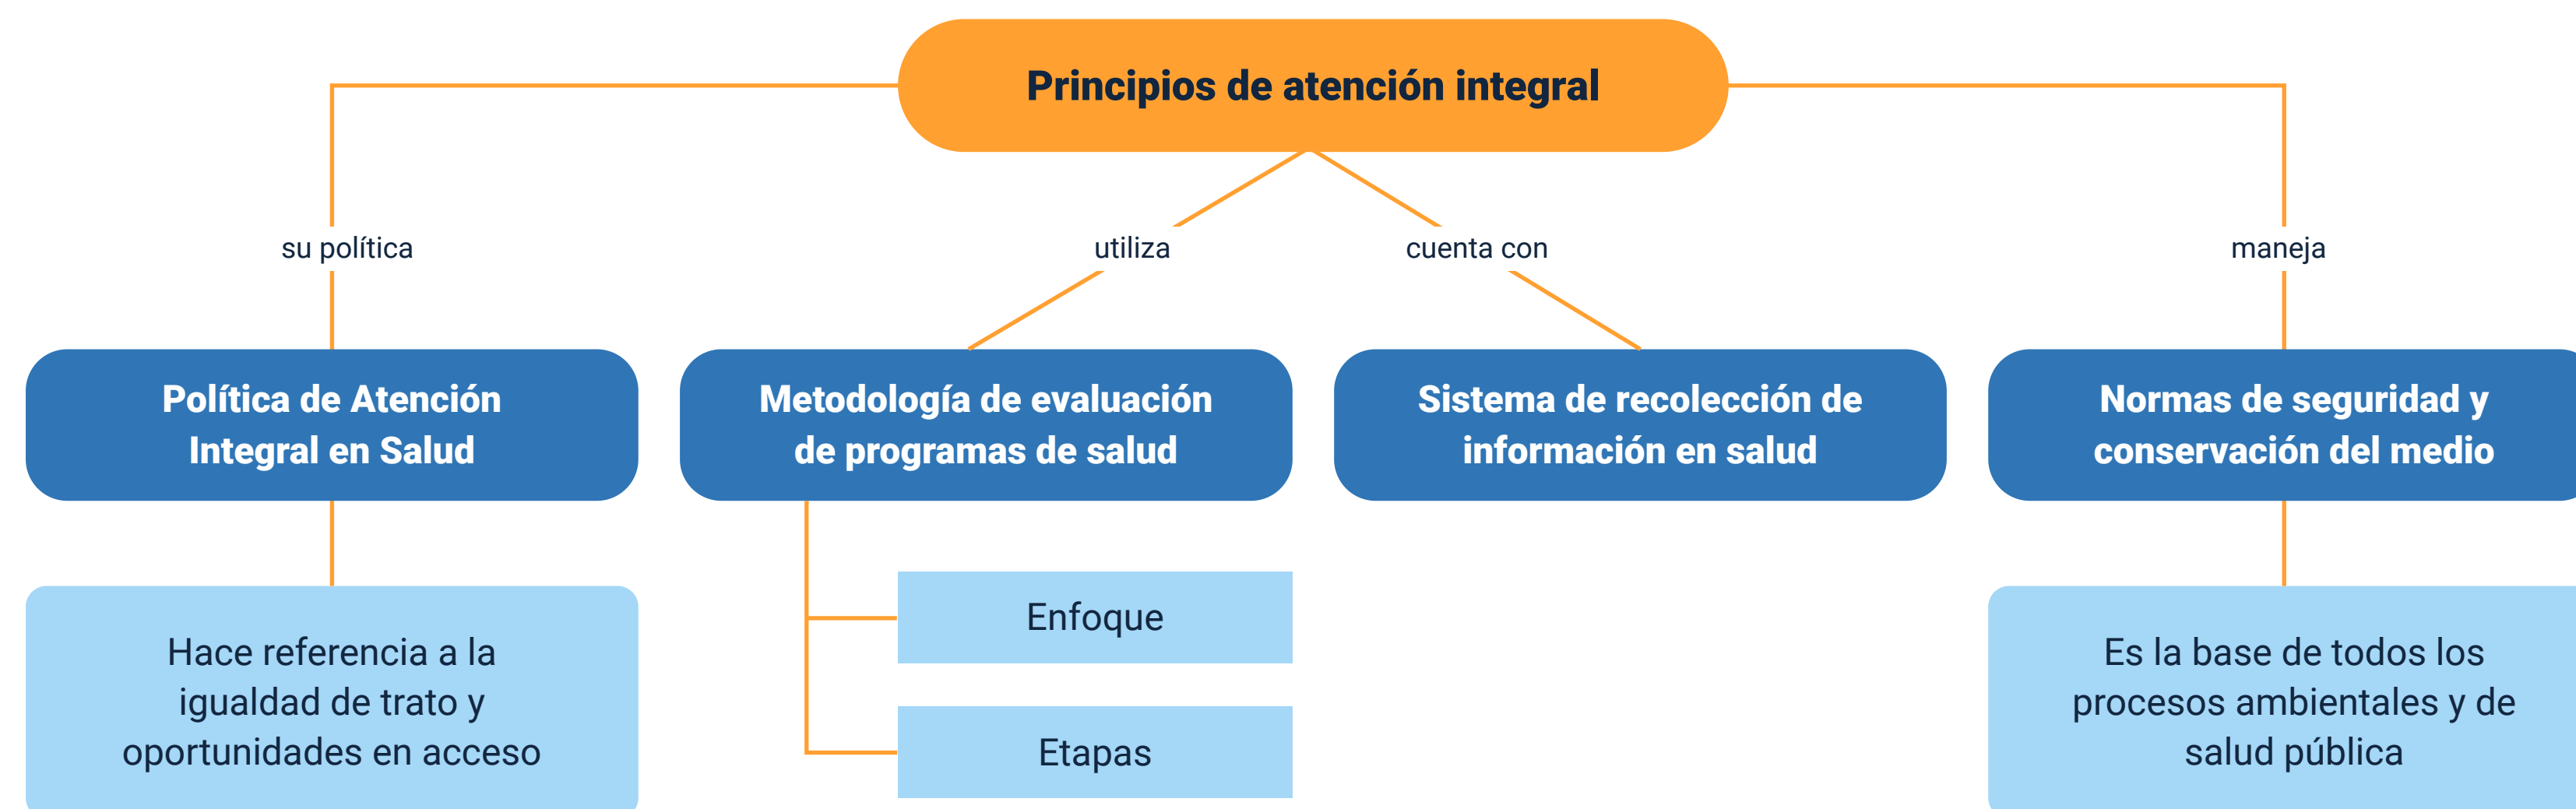 Principios de atención integral
su política
utiliza
cuenta con
maneja
Política de Atención
Integral en Salud
Metodología de evaluación
de programas de salud
Sistema de recolección de
información en salud
Normas de seguridad y
conservación del medio
Hace referencia a la
igualdad de trato y
oportunidades en acceso
Enfoque
Etapas
Es la base de todos los
procesos ambientales y de
salud pública